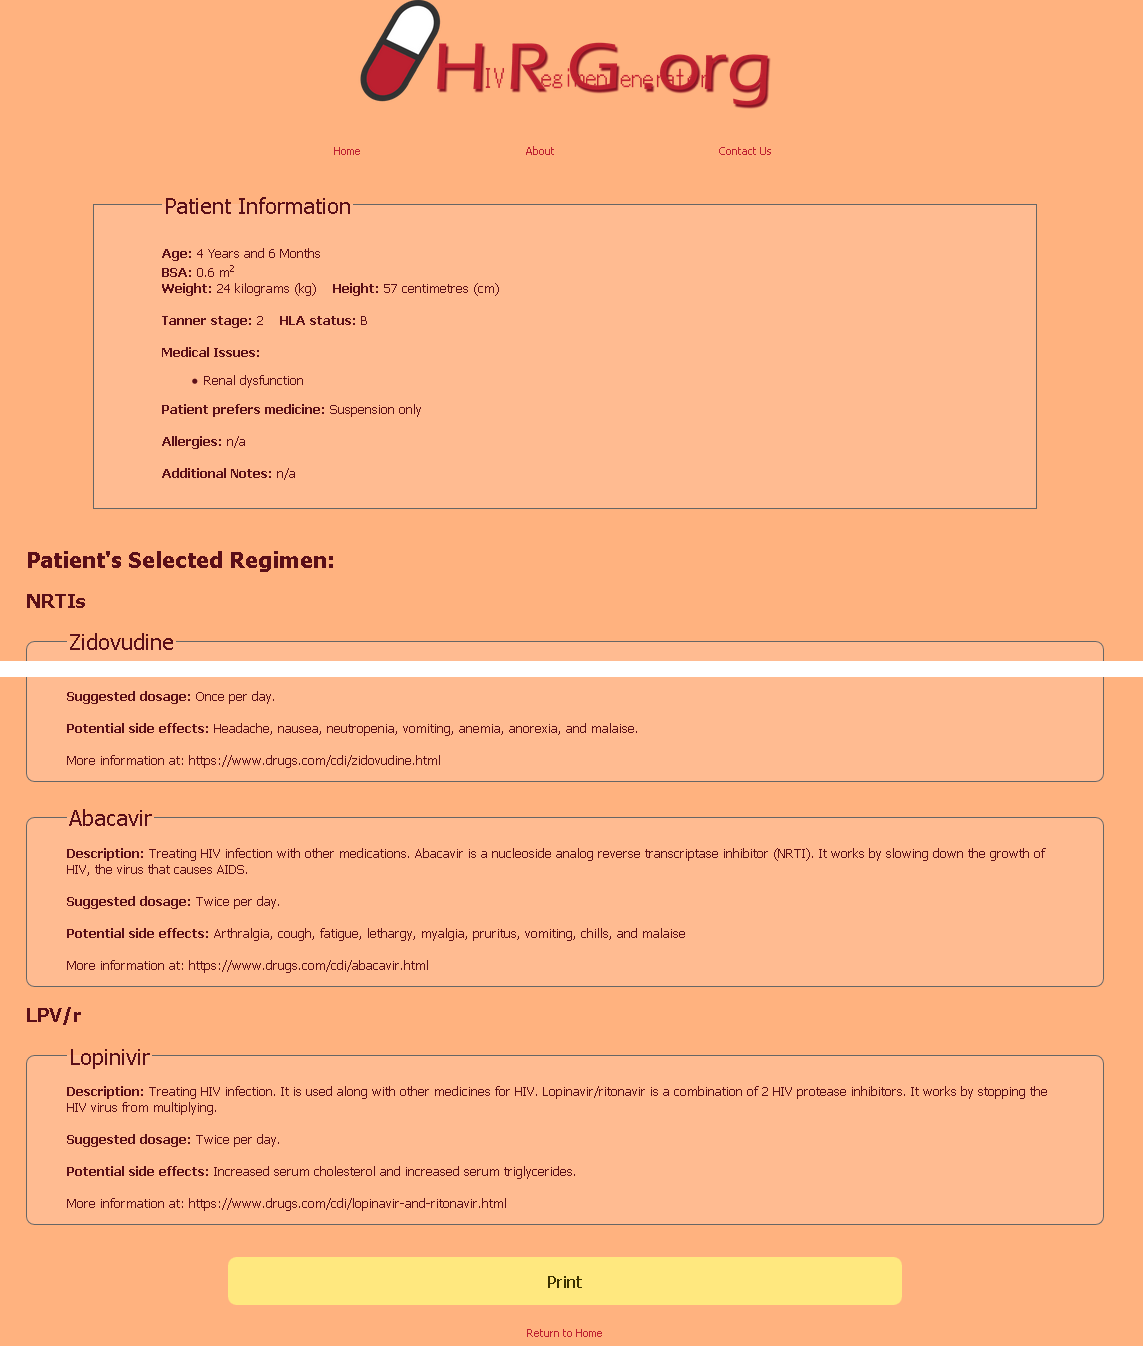 H.R.G.org
IV egimen enerator
Home About Contact Us
Patient Information
Age: 4 Years and 6 Months
BSA: 0.6 m²
Weight: 24 kilograms (kg) Height: 57 centimetres (cm)
Tanner stage: 2 HLA status: B
Medical Issues:
• Renal dysfunction
Patient prefers medicine: Suspension only
Allergies: n/a
Additional Notes: n/a
Patient's Selected Regimen:
NRTIs
Zidovudine
Suggested dosage: Once per day.
Potential side effects: Headache, nausea, neutropenia, vomiting, anemia, anorexia, and malaise.
More information at: https://www.drugs.com/cdi/zidovudine.html
Abacavir
Description: Treating HIV infection with other medications. Abacavir is a nucleoside analog reverse transcriptase inhibitor (NRTI). It works by slowing down the growth of
HIV, the virus that causes AIDS.
Suggested dosage: Twice per day.
Potential side effects: Arthralgia, cough, fatigue, lethargy, myalgia, pruritus, vomiting, chills, and malaise
More information at: https://www.drugs.com/cdi/abacavir.html
LPV/r
Lopinivir
Description: Treating HIV infection. It is used along with other medicines for HIV. Lopinavir/ritonavir is a combination of 2 HIV protease inhibitors. It works by stopping the
HIV virus from multiplying.
Suggested dosage: Twice per day.
Potential side effects: Increased serum cholesterol and increased serum triglycerides.
More information at: https://www.drugs.com/cdi/lopinavir-and-ritonavir.html
Print
Return to Home